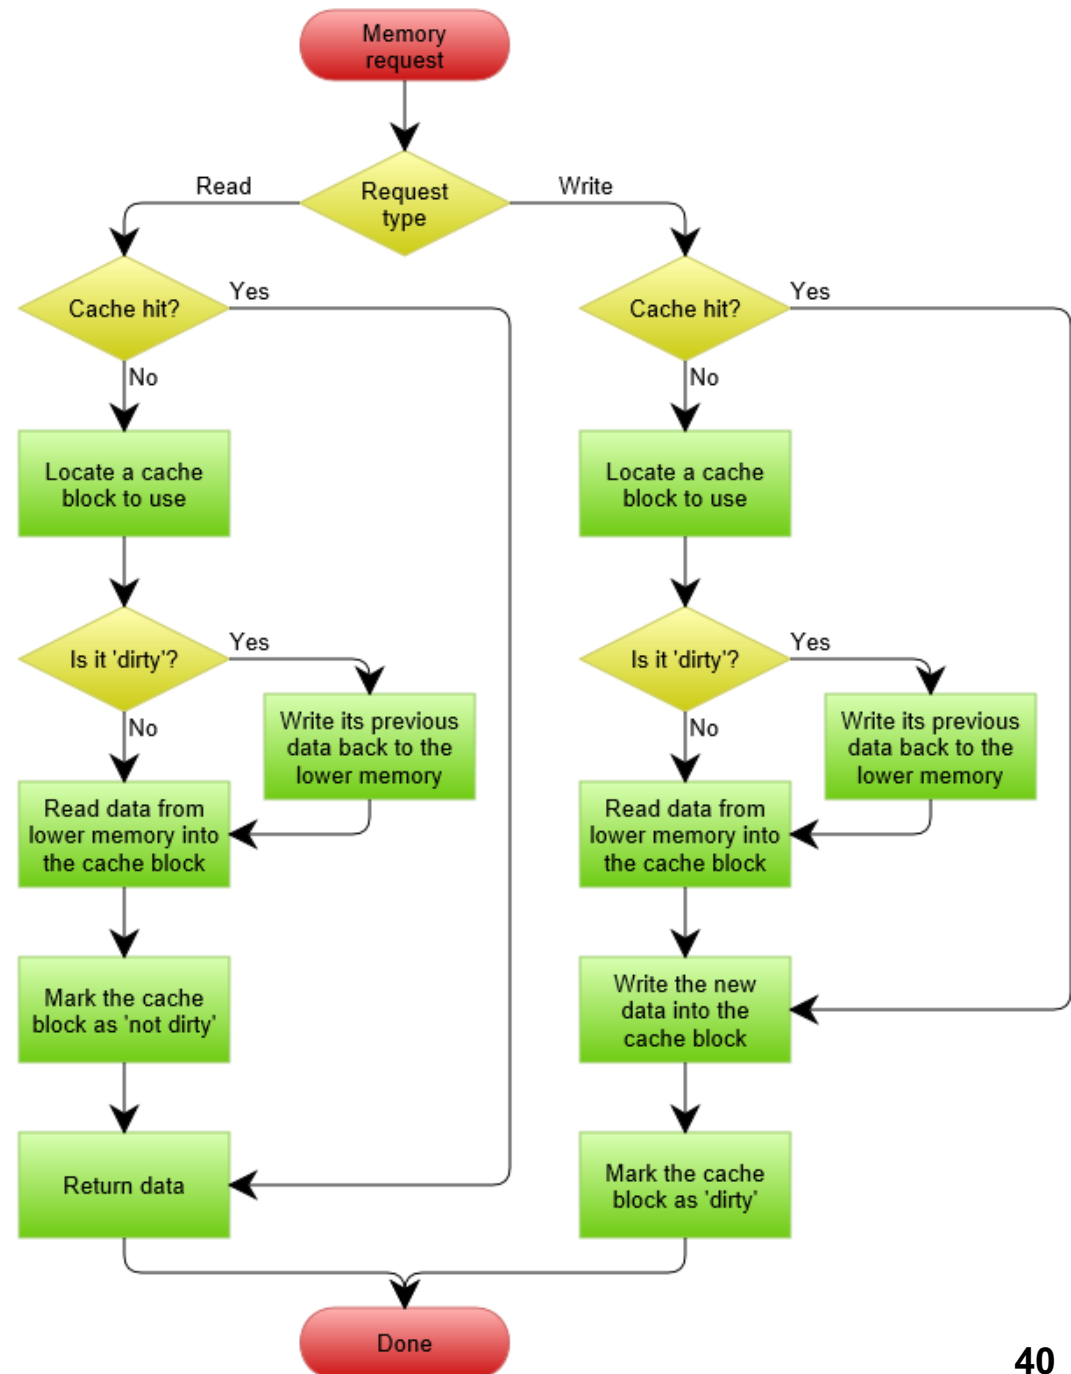 Memory
request
Read
Request
type
Write
Cache hit?
Yes
Cache hit?
Yes
No
No
Locate a cache
block to use
Locate a cache
block to use
Is it 'dirty'?
Yes
Is it 'dirty'?
Yes
No
Write its previous
data back to the
lower memory
No
Write its previous
data back to the
lower memory
Read data from
lower memory into
the cache block
Read data from
lower memory into
the cache block
Mark the cache
block as 'not dirty'
Write the new
data into the
cache block
Return data
Mark the cache
block as 'dirty'
Done
40